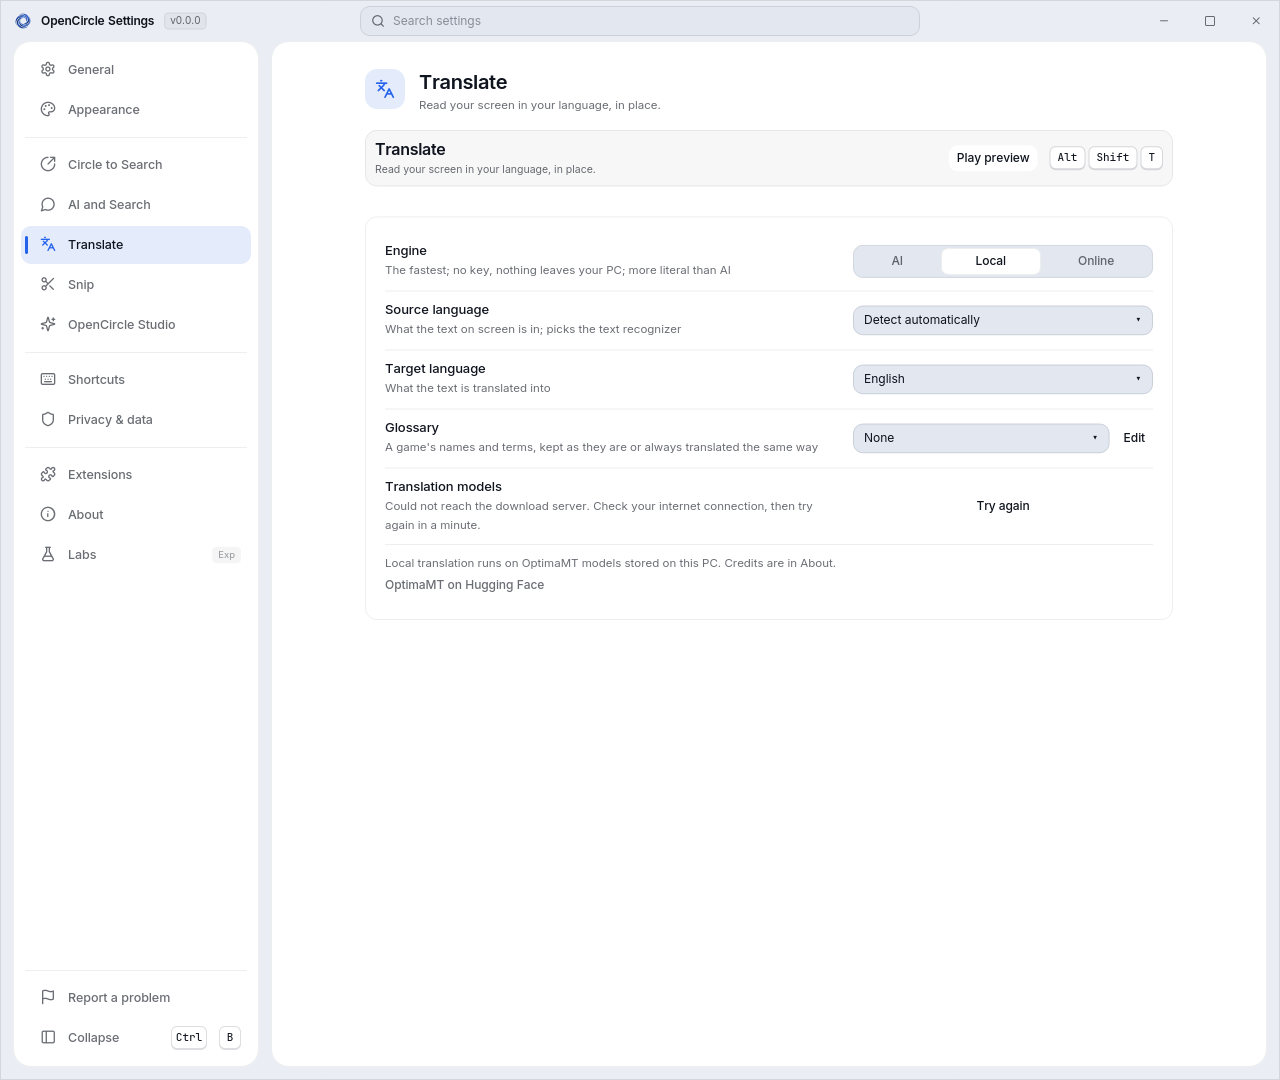 OpenCircle Settings v0.0.0
Search settings
General
Appearance
Circle to Search
AI and Search
Translate
Snip
OpenCircle Studio
Shortcuts
Privacy & data
Extensions
About
Labs Exp
Report a problem
Collapse Ctrl B
Translate
Read your screen in your language, in place.
Translate
Read your screen in your language, in place.
Play preview Alt Shift T
Engine
The fastest; no key, nothing leaves your PC; more literal than AI
AI Local Online
Source language
What the text on screen is in; picks the text recognizer
Detect automatically
Target language
What the text is translated into
English
Glossary
A game's names and terms, kept as they are or always translated the same way
None Edit
Translation models
Could not reach the download server. Check your internet connection, then try
again in a minute.
Try again
Local translation runs on OptimaMT models stored on this PC. Credits are in About.
OptimaMT on Hugging Face